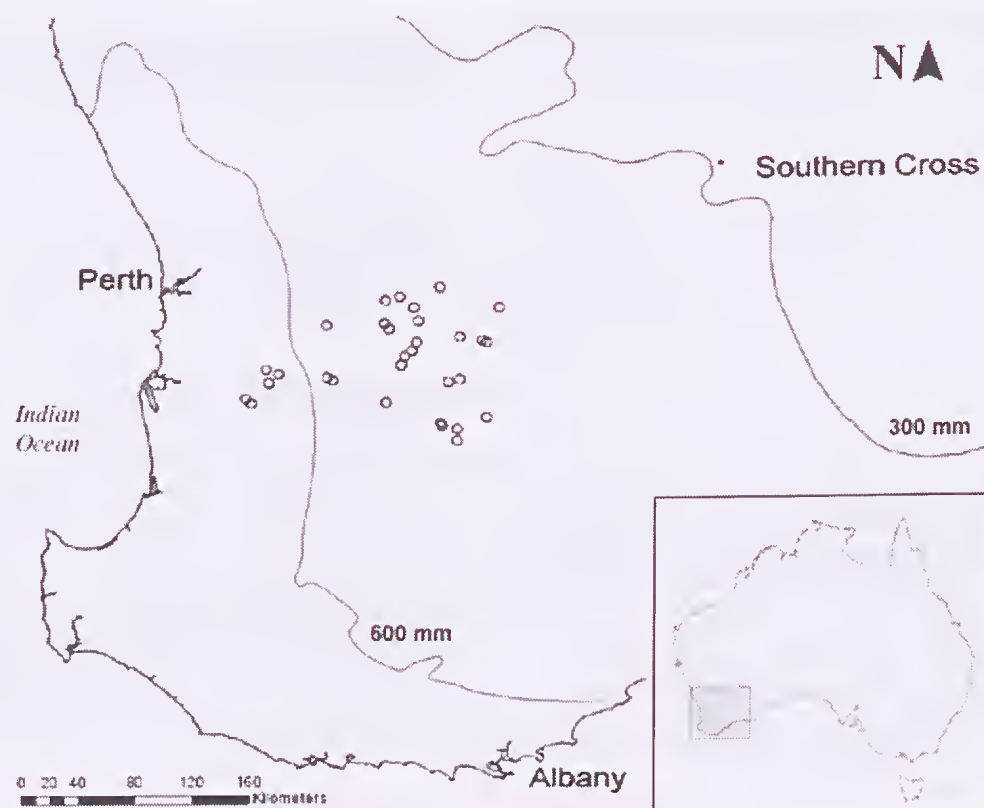 N
Southern Cross
Perth
Indian
Ocean
300 mm
600 mm
Albany
0 20 40 80 120 160
Kilometers